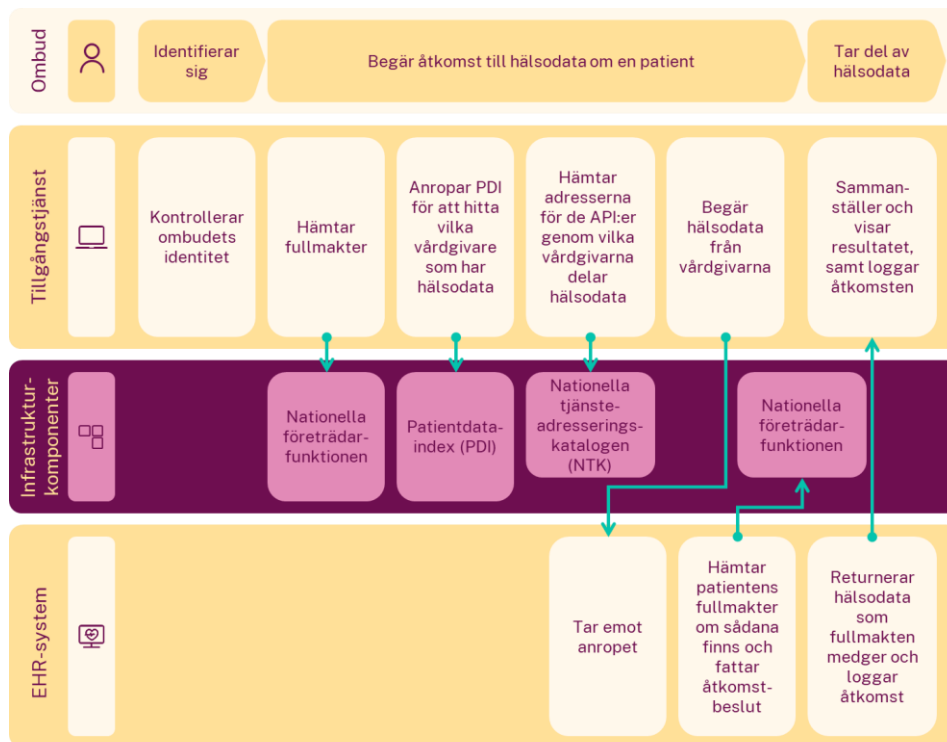 Ombud
Identifierar
sig
Begär åtkomst till hälsodata om en patient
Tar del av
hälsodata
Tillgångstjänst
Kontrollerar
ombudets
identitet
Hämtar
fullmakter
Anropar PDI
för att hitta
vilka
vårdgivare
som har
hälsodata
Hämtar
adresserna
för de API:er
genom vilka
vårdgivarna
delar
hälsodata
Begär
hälsodata
från
vårdgivarna
Samman-
ställer och
visar
resultatet,
samt loggar
åtkomsten
Infrastruktur-
komponenter
Nationella
företrädar-
funktionen
Patientdata-
index (PDI)
Nationella
tjänste-
adresserings-
katalogen
(NTK)
Nationella
företrädar-
funktionen
EHR-system
Tar emot
anropet
Hämtar
patientens
fullmakter
om sådana
finns och
fattar
åtkomst-
beslut
Returnerar
hälsodata
som
fullmakten
medger och
loggar
åtkomst